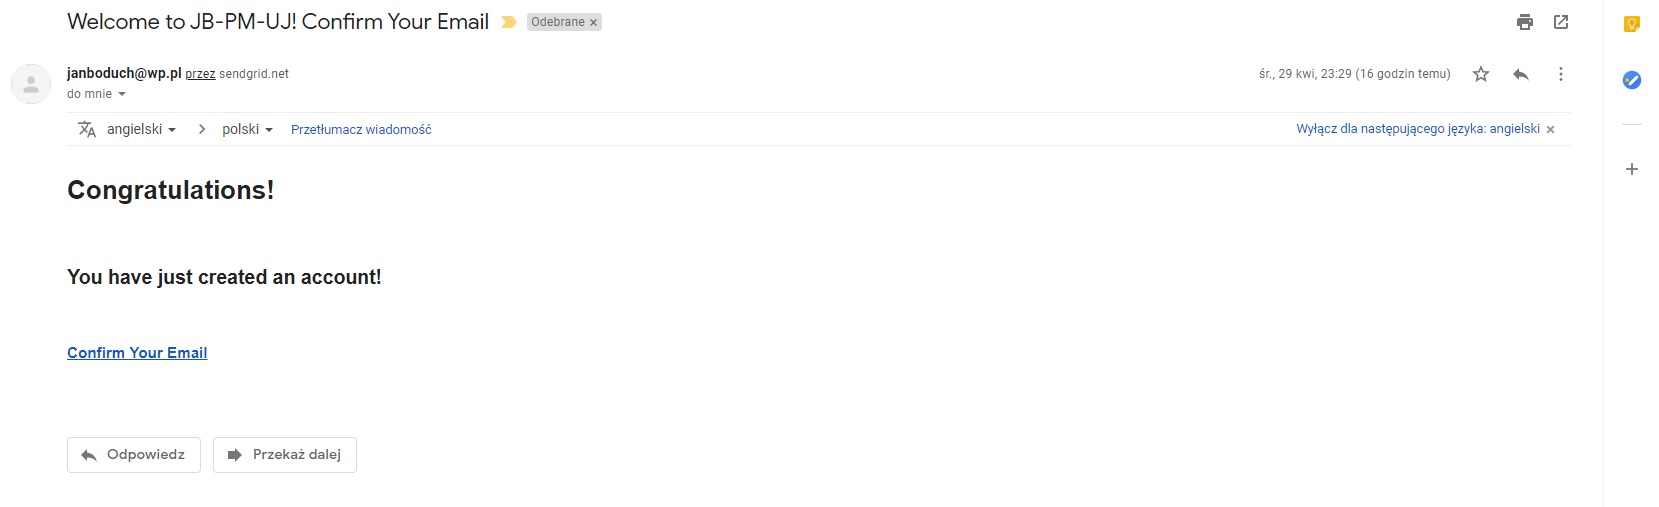 Welcome to JB-PM-UJ! Confirm Your Email Odebrane ×
janboduch@wp.pl przez sendgrid.net śr., 29 kwi, 23:29 (16 godzin temu)
do mnie
angielski > polski Przetłumacz wiadomość Wyłącz dla następującego języka: angielski ×
Congratulations!
You have just created an account!
Confirm Your Email
Odpowiedz Przekaż dalej